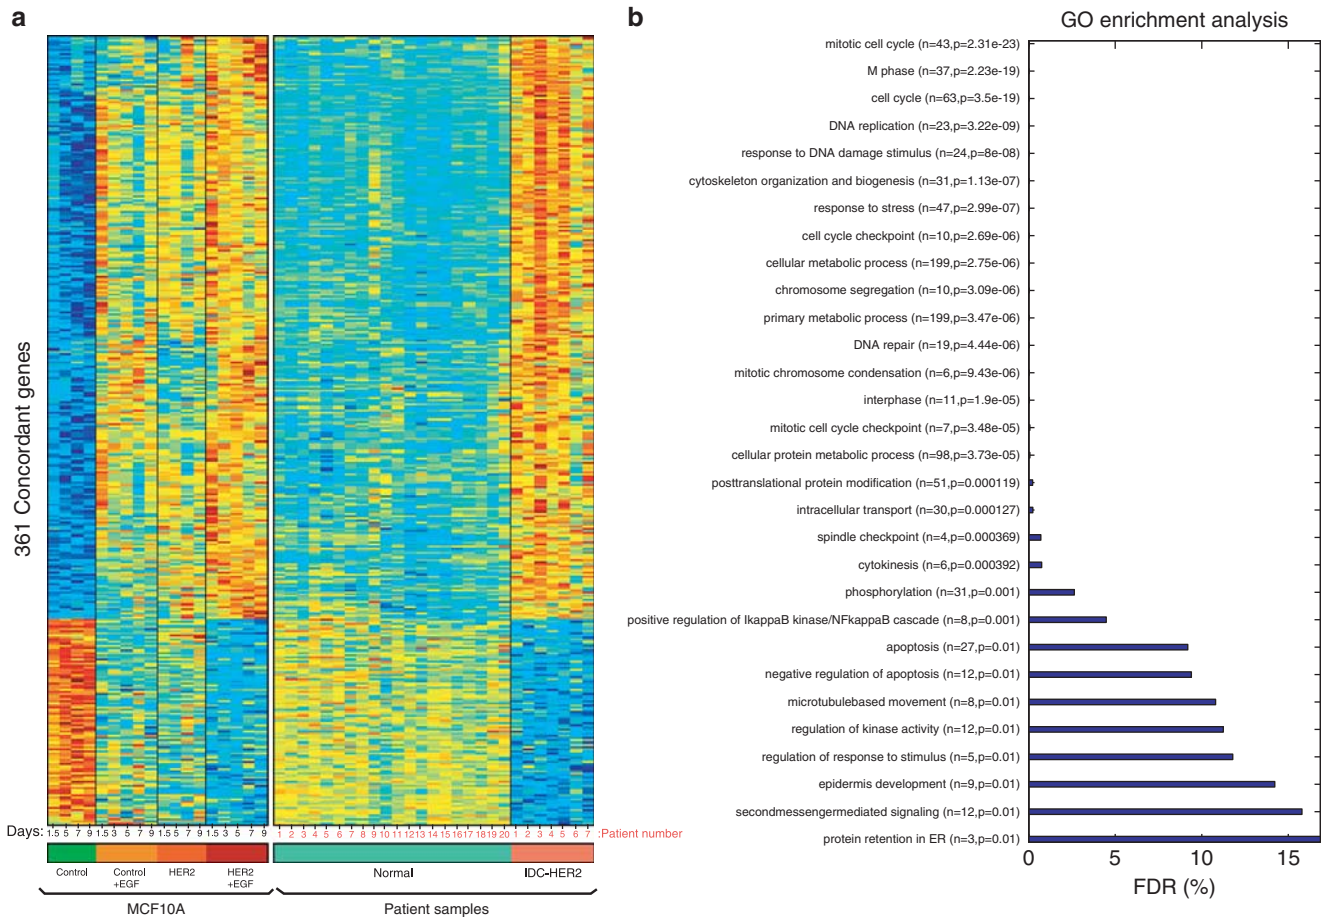 a
361 Concordant genes
Days: 1.5 5 7 9 1.5 3 5 7 9 1.5 5 7 9 1.5 3 5 7 9 1 2 3 4 5 6 7 8 9 10 11 12 13 14 15 16 17 18 19 20 1 2 3 4 5 6 7 :Patient number
Control
Control +EGF
HER2
HER2 +EGF
Normal
IDC-HER2
MCF10A
Patient samples
b
GO enrichment analysis
mitotic cell cycle (n=43,p=2.31e-23)
M phase (n=37,p=2.23e-19)
cell cycle (n=63,p=3.5e-19)
DNA replication (n=23,p=3.22e-09)
response to DNA damage stimulus (n=24,p=8e-08)
cytoskeleton organization and biogenesis (n=31,p=1.13e-07)
response to stress (n=47,p=2.99e-07)
cell cycle checkpoint (n=10,p=2.69e-06)
cellular metabolic process (n=199,p=2.75e-06)
chromosome segregation (n=10,p=3.09e-06)
primary metabolic process (n=199,p=3.47e-06)
DNA repair (n=19,p=4.44e-06)
mitotic chromosome condensation (n=6,p=9.43e-06)
interphase (n=11,p=1.9e-05)
mitotic cell cycle checkpoint (n=7,p=3.48e-05)
cellular protein metabolic process (n=98,p=3.73e-05)
posttranslational protein modification (n=51,p=0.000119)
intracellular transport (n=30,p=0.000127)
spindle checkpoint (n=4,p=0.000369)
cytokinesis (n=6,p=0.000392)
phosphorylation (n=31,p=0.001)
positive regulation of IkappaB kinase/NFkappaB cascade (n=8,p=0.001)
apoptosis (n=27,p=0.01)
negative regulation of apoptosis (n=12,p=0.01)
microtubulebased movement (n=8,p=0.01)
regulation of kinase activity (n=12,p=0.01)
regulation of response to stimulus (n=5,p=0.01)
epidermis development (n=9,p=0.01)
secondmessengermediated signaling (n=12,p=0.01)
protein retention in ER (n=3,p=0.01)
0 5 10 15
FDR (%)